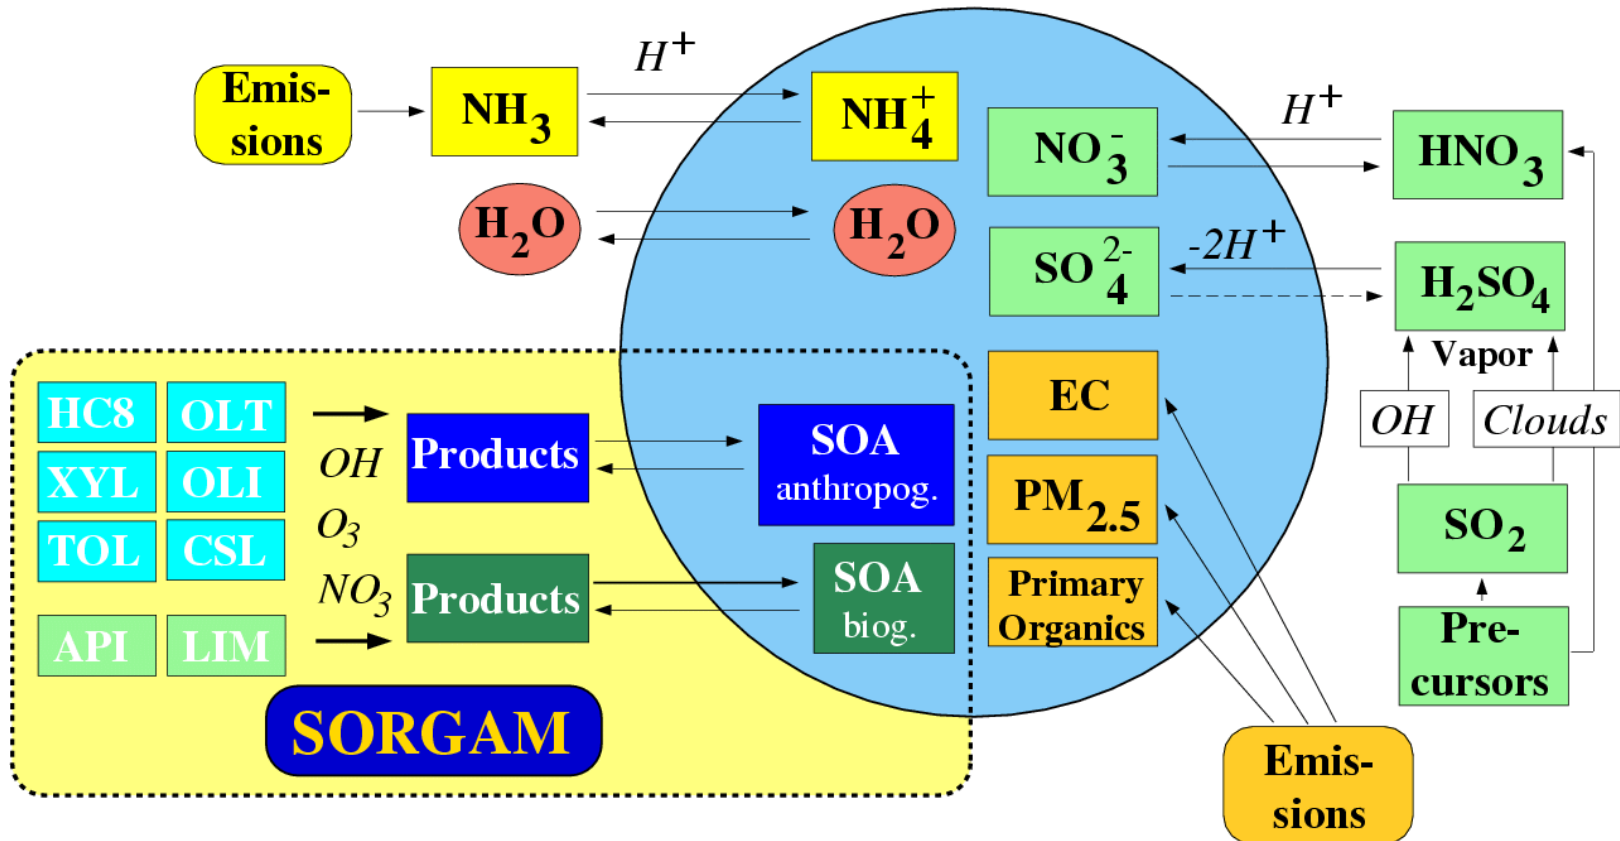 Emis-
sions
NH3
H+
NH4+
H2O
H2O
NO3-
H+
HNO3
SO42-
-2H+
H2SO4
Vapor
OH
Clouds
SO2
Pre-
cursors
EC
PM2.5
Primary
Organics
Emis-
sions
HC8
OLT
XYL
OLI
TOL
CSL
API
LIM
OH
O3
NO3
Products
Products
SOA
anthropog.
SOA
biog.
SORGAM